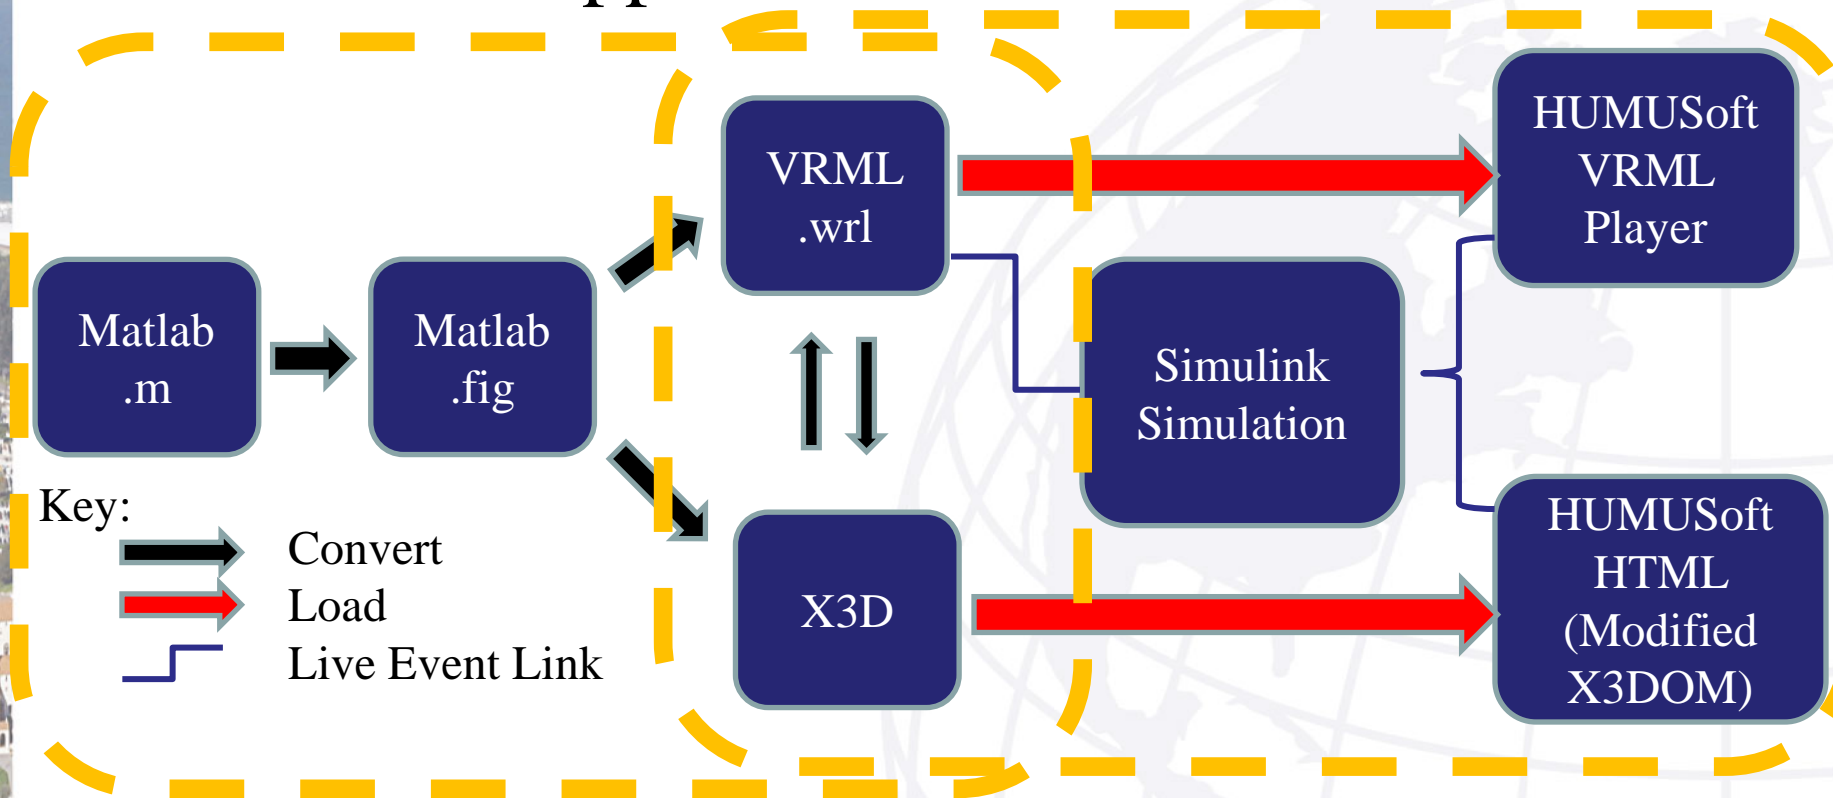 Matlab
.m
Matlab
.fig
VRML
.wrl
X3D
Simulink
Simulation
HUMUSoft
VRML
Player
HUMUSoft
HTML
(Modified
X3DOM)
Key:
Convert
Load
Live Event Link